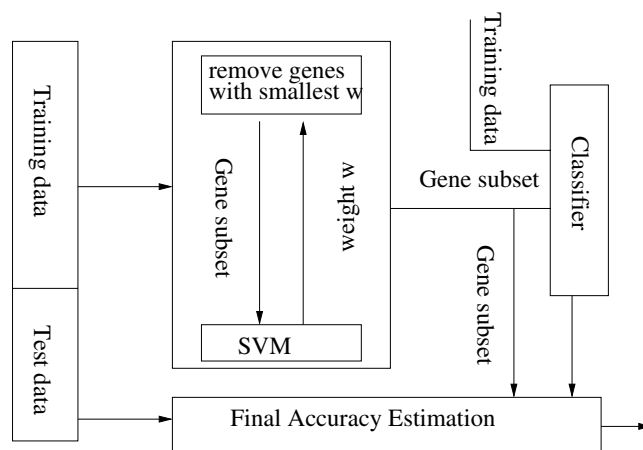 Training data
Test data
remove genes
with smallest w
Gene subset
weight w
SVM
Training data
Gene subset
Classifier
Gene subset
Final Accuracy Estimation